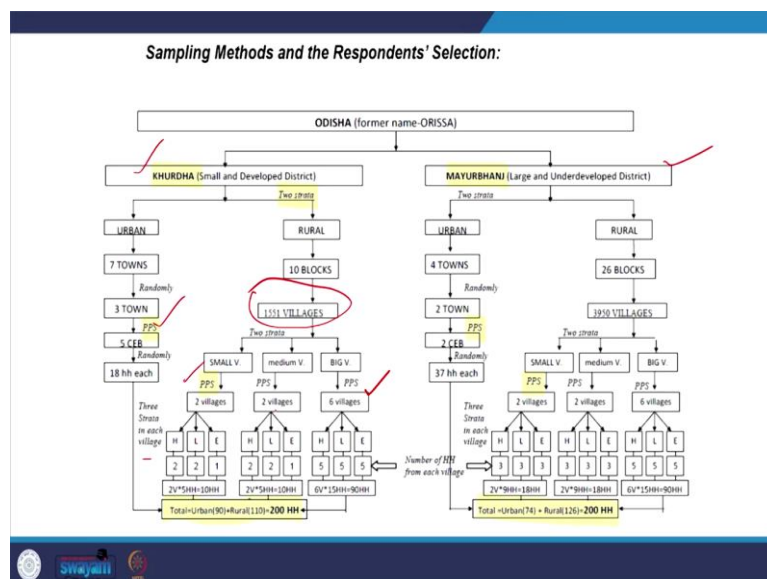 Sampling Methods and the Respondents' Selection:
ODISHA (former name-ORISSA)
KHURDHA (Small and Developed District)
MAYURBHANJ (Large and Underdeveloped District)
Two strata
URBAN
RURAL
URBAN
RURAL
7 TOWNS
10 BLOCKS
4 TOWNS
26 BLOCKS
Randomly
Randomly
3 TOWN
1551 VILLAGES
2 TOWN
3950 VILLAGES
PPS
PPS
5 CEB
Two strata
2 CEB
Two strata
Randomly
Randomly
18 hh each
SMALL V.
medium V.
BIG V.
37 hh each
SMALL V.
medium V.
BIG V.
PPS
PPS
PPS
PPS
PPS
PPS
2 villages
2 villages
6 villages
2 villages
2 villages
6 villages
Three
Strata
in each
village
Three
Strata
in each
village
H L E
H L E
H L E
H L E
H L E
H L E
2 2 1
2 2 1
5 5 5
Number of HH
from each village
3 3 3
3 3 3
5 5 5
2V*5HH=10HH
2V*5HH=10HH
6V*15HH=90HH
2V*9HH=18HH
2V*9HH=18HH
6V*15HH=90HH
Total=Urban(90)+Rural(110)=200 HH
Total =Urban(74) + Rural(126)=200 HH
swayam